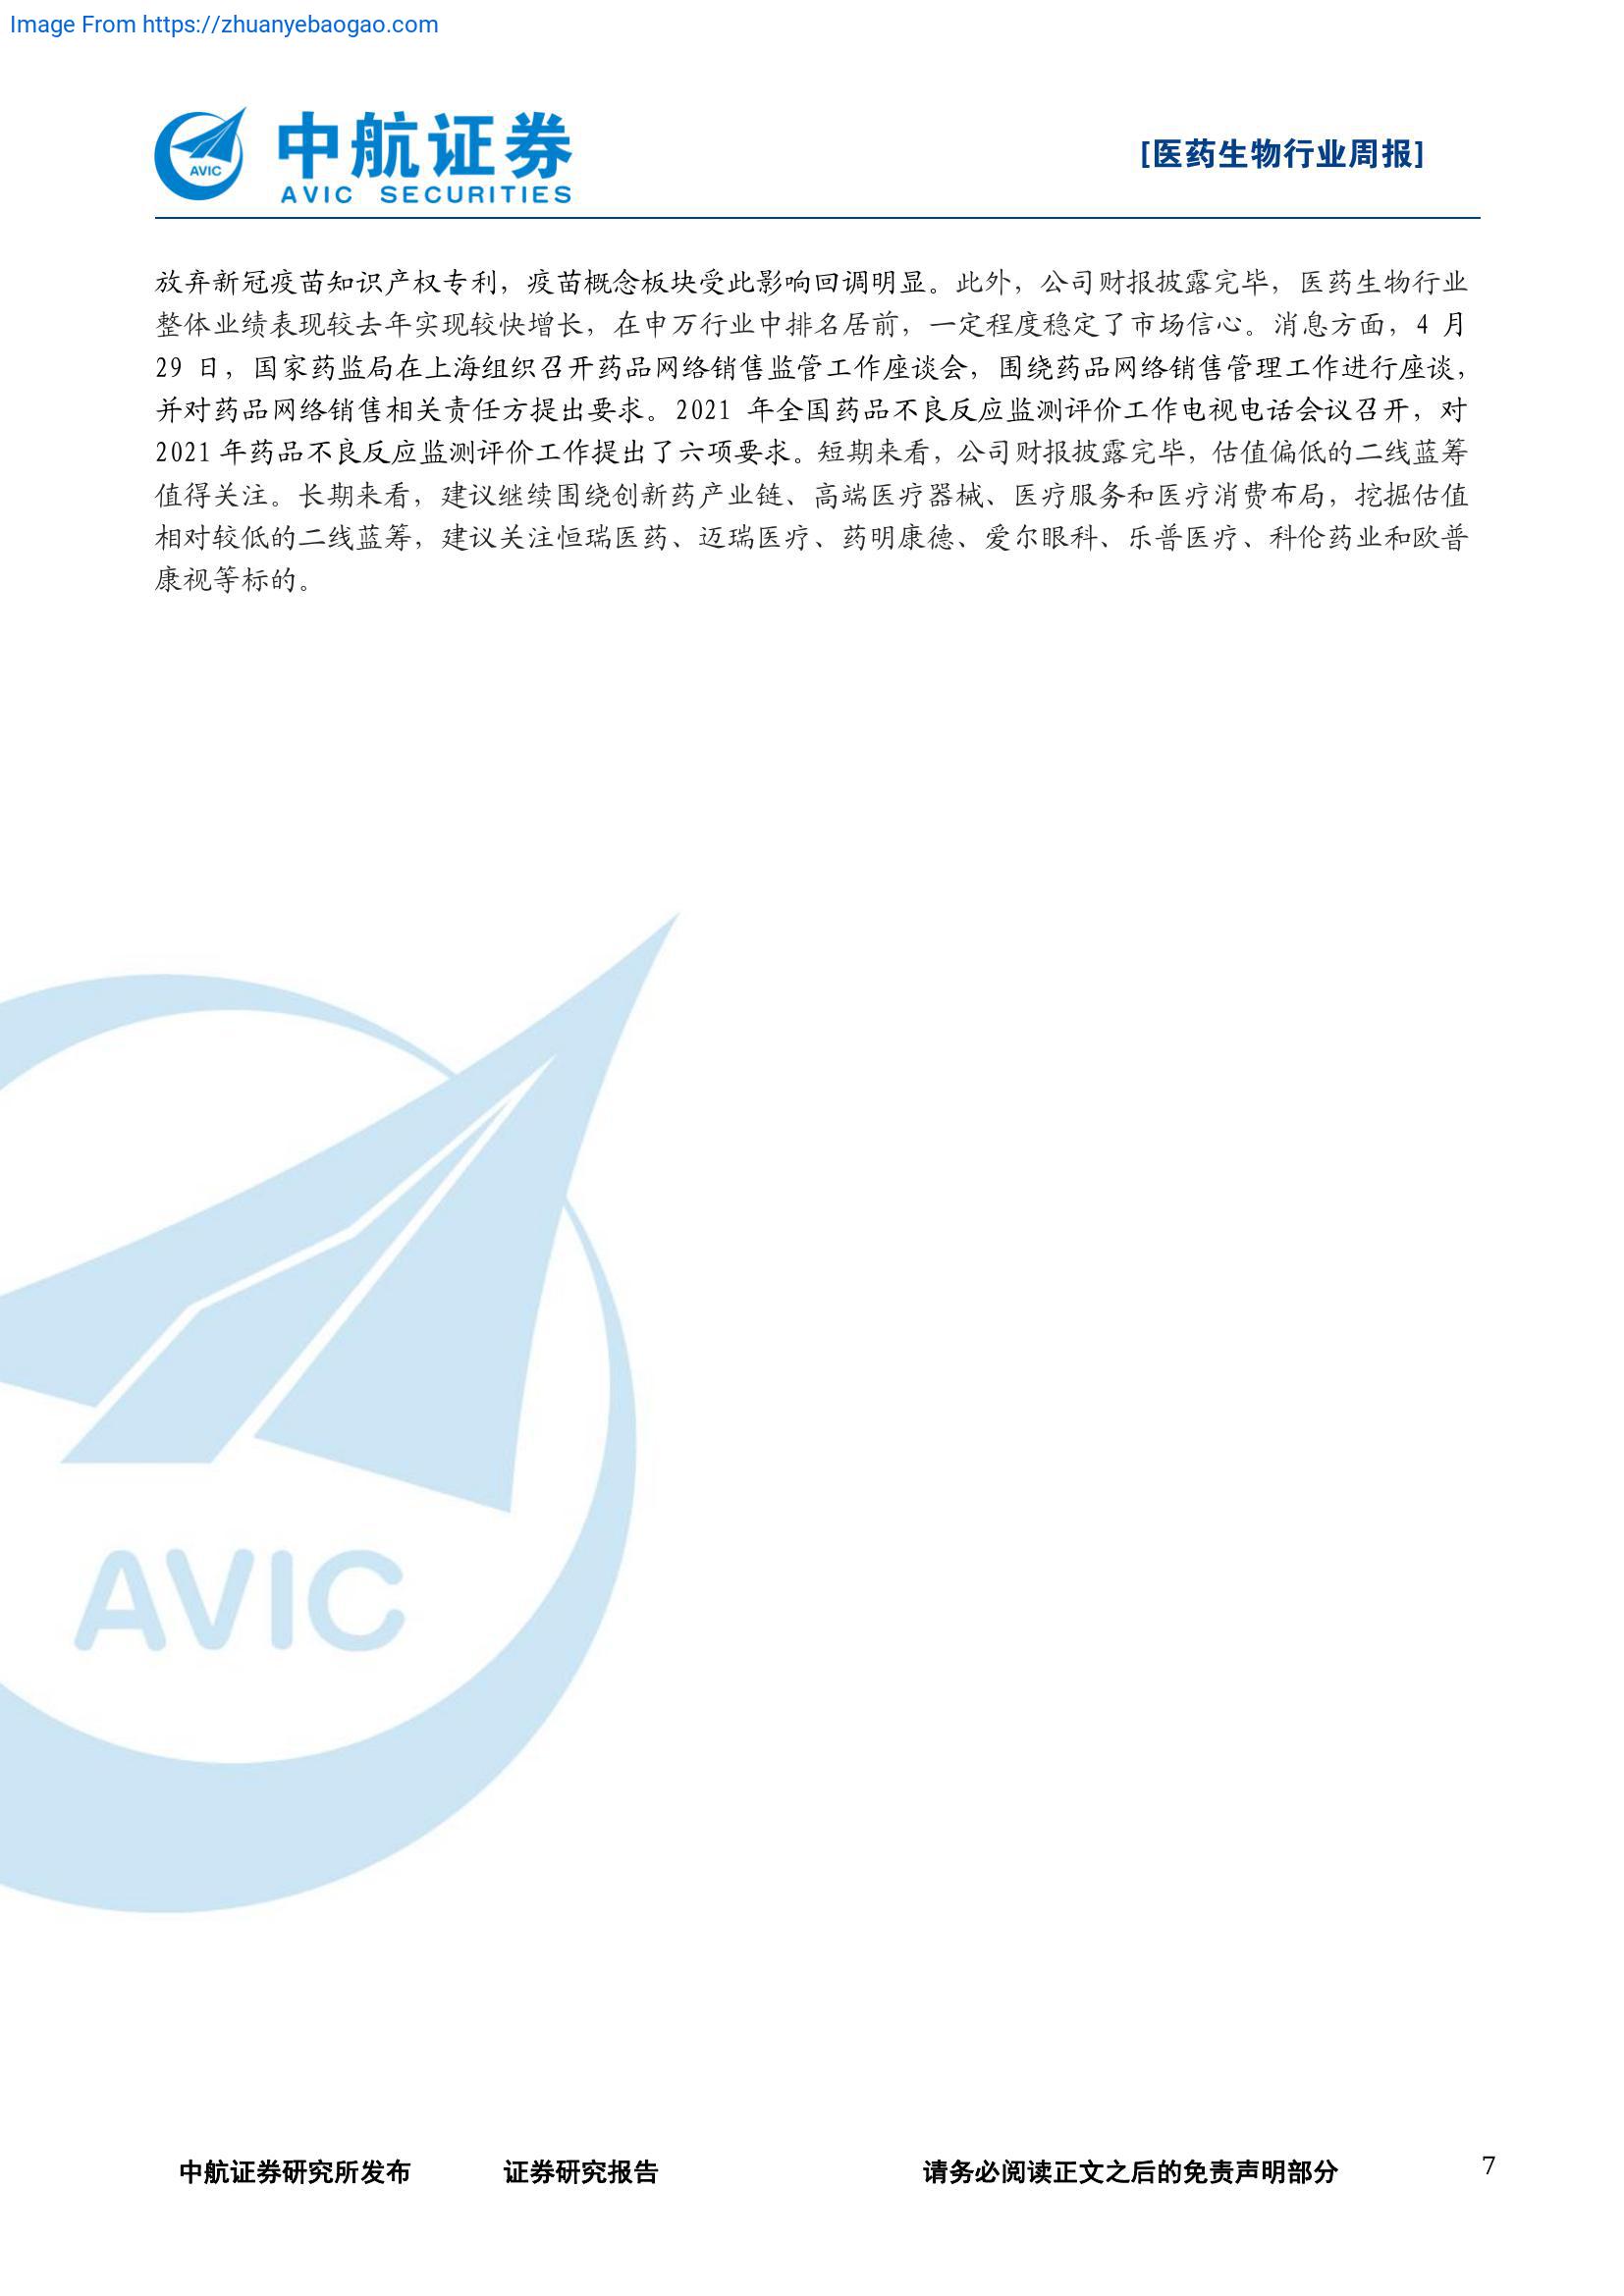 Image From https://zhuanyebaogao.com
中航证券
AVIC SECURITIES
AVIC
[医药生物行业周报]
放弃新冠疫苗知识产权专利，疫苗概念板块受此影响回调明显。此外，公司财报披露完毕，医药生物行业
整体业绩表现较去年实现较快增长，在申万行业中排名居前，一定程度稳定了市场信心。消息方面，4 月
29 日，国家药监局在上海组织召开药品网络销售监管工作座谈会，围绕药品网络销售管理工作进行座谈，
并对药品网络销售相关责任方提出要求。2021 年全国药品不良反应监测评价工作电视电话会议召开，对
2021 年药品不良反应监测评价工作提出了六项要求。短期来看，公司财报披露完毕，估值偏低的二线蓝筹
值得关注。长期来看，建议继续围绕创新药产业链、高端医疗器械、医疗服务和医疗消费布局，挖掘估值
相对较低的二线蓝筹，建议关注恒瑞医药、迈瑞医疗、药明康德、爱尔眼科、乐普医疗、科伦药业和欧普
康视等标的。
AVIC
中航证券研究所发布 证券研究报告 请务必阅读正文之后的免责声明部分 7